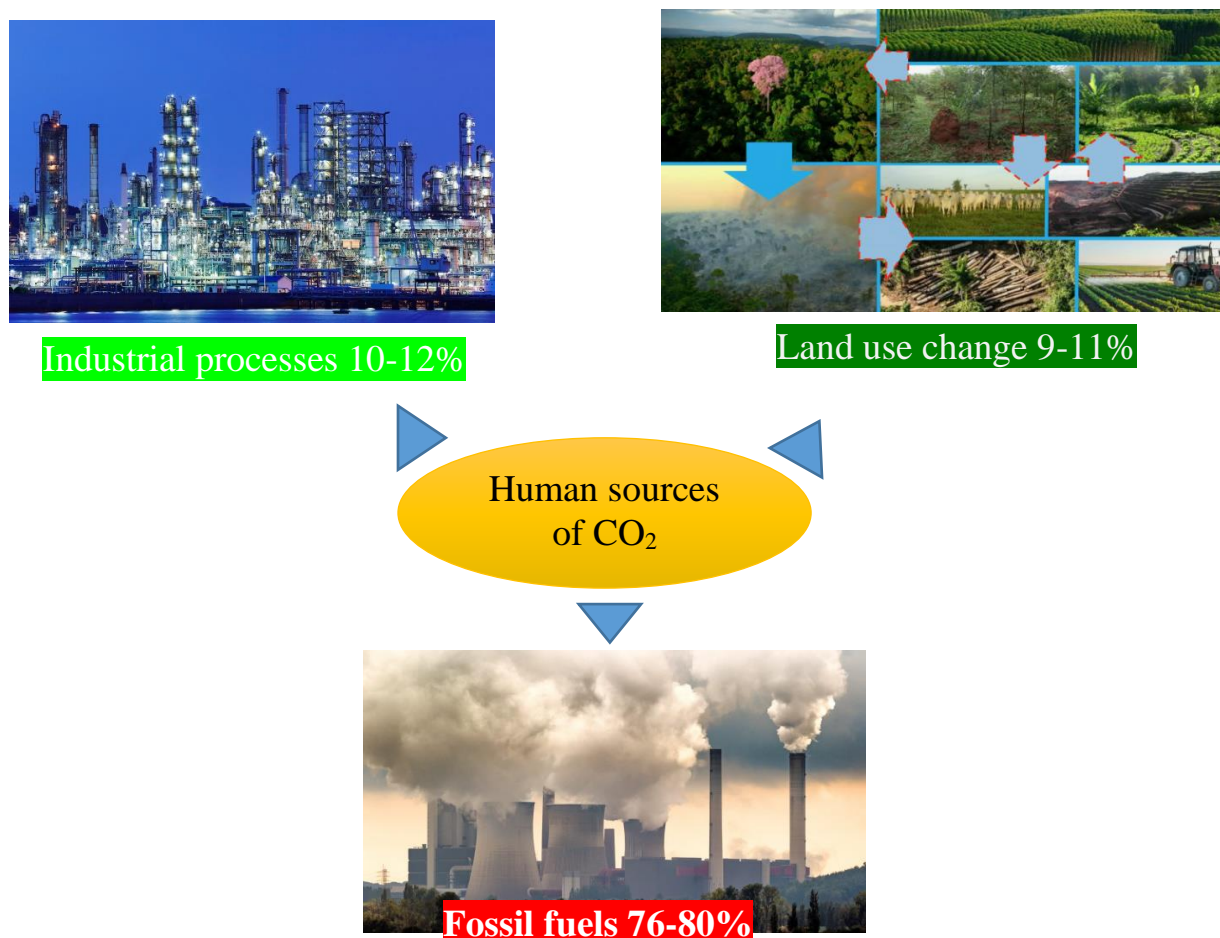 Industrial processes 10-12%
Land use change 9-11%
Human sources
of CO₂
Fossil fuels 76-80%